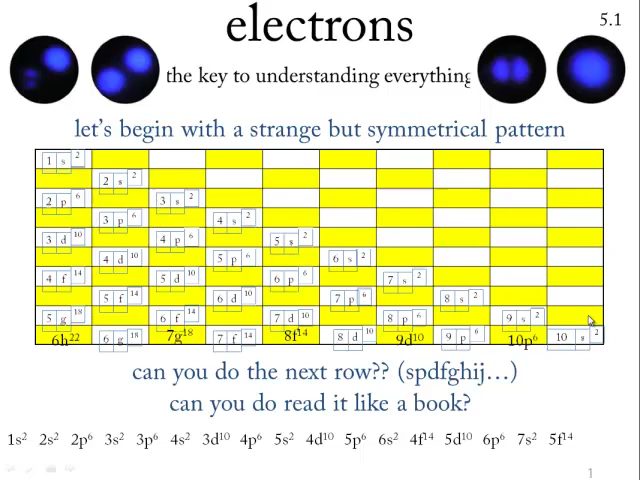 electrons
5.1
the key to understanding everything
let's begin with a strange but symmetrical pattern
1 s 2
2 s 2
2 p 6 3 s 2
3 p 6 4 s 2
3 d 10 4 p 6 5 s 2
4 d 10 5 p 6 6 s 2
4 f 14 5 d 10 6 p 6 7 s 2
5 f 14 6 d 10 7 p 6 8 s 2
5 g 18 6 f 14 7 d 10 8 p 6 9 s 2
6h22 6 g 18 7g18 7 f 14 8f14 8 d 10 9d10 9 p 6 10p6 10 s 2
can you do the next row?? (spdfghij...)
can you do read it like a book?
1s2 2s2 2p6 3s2 3p6 4s2 3d10 4p6 5s2 4d10 5p6 6s2 4f14 5d10 6p6 7s2 5f14
1